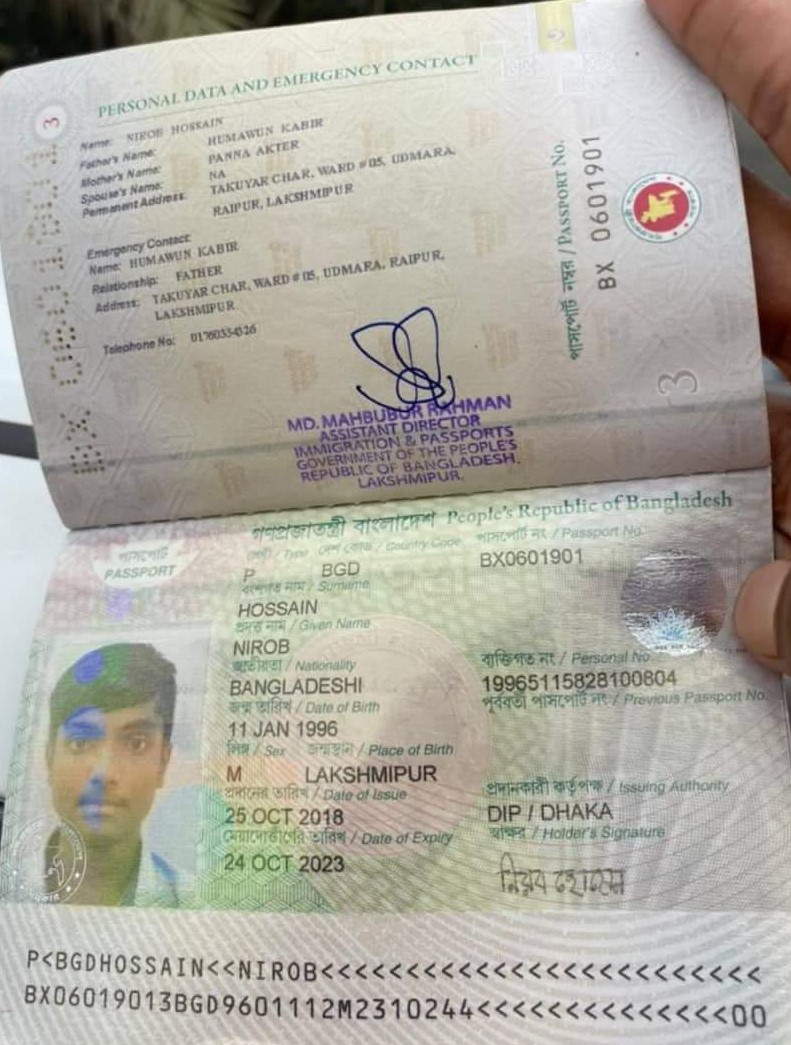 3
PERSONAL DATA AND EMERGENCY CONTACT
Name: NIROB HOSSAIN
Father's Name: HUMAWUN KABIR
Mother's Name: PANNA AKTER
Spouse's Name: NA
Permanent Address: TAKUYAR CHAR, WARD # 05, UDMARA,
RAIPUR, LAKSHMIPUR
Emergency Contact:
Name: HUMAWUN KABIR
Relationship: FATHER
Address: TAKUYAR CHAR, WARD # 05, UDMARA, RAIPUR,
LAKSHMIPUR
Telephone No:
MD. MAHBUBUR RAHMAN
ASSISTANT DIRECTOR
IMMIGRATION & PASSPORTS
GOVERNMENT OF THE PEOPLE'S
REPUBLIC OF BANGLADESH.
LAKSHMIPUR.
পাসপোর্ট নম্বর / PASSPORT No.
BX 0601901
3
গণপ্রজাতন্ত্রী বাংলাদেশ People's Republic of Bangladesh
পাসপোর্ট
PASSPORT
শ্রেণী / Type দেশ কোড / Country Code পাসপোর্ট নং / Passport No.
P BGD BX0601901
বংশগত নাম / Surname
HOSSAIN
প্রদত্ত নাম / Given Name
NIROB
জাতীয়তা / Nationality ব্যক্তিগত নং / Personal No
BANGLADESHI 19965115828100804
জন্ম তারিখ / Date of Birth পূর্ববর্তী পাসপোর্ট নং / Previous Passport No.
11 JAN 1996
লিঙ্গ / Sex জন্মস্থান / Place of Birth
M LAKSHMIPUR
প্রদানের তারিখ / Date of Issue প্রদানকারী কর্তৃপক্ষ / Issuing Authority
25 OCT 2018 DIP / DHAKA
মেয়াদোত্তীর্ণের তারিখ / Date of Expiry স্বাক্ষর / Holder's Signature
24 OCT 2023
নিরব হোসেন
P<BGDHOSSAIN<<NIROB<<<<<<<<<<<<<<<<<<<<<<<<<
BX06019013BGD9601112M2310244<<<<<<<<<<<<<<00